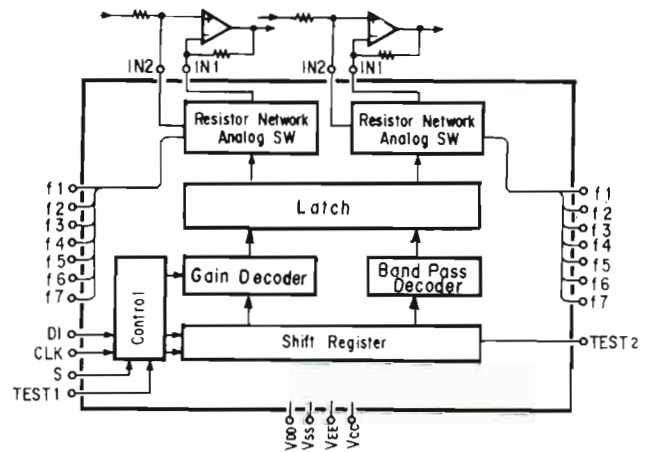 IN2 IN1 IN2 IN1
Resistor Network
Analog SW
Resistor Network
Analog SW
f1
f2
f3
f4
f5
f6
f7
f1
f2
f3
f4
f5
f6
f7
Latch
Gain Decoder
Band Pass
Decoder
Control
Shift Register
DI
CLK
S
TEST1
TEST2
VDD
VSS
VEE
VCC